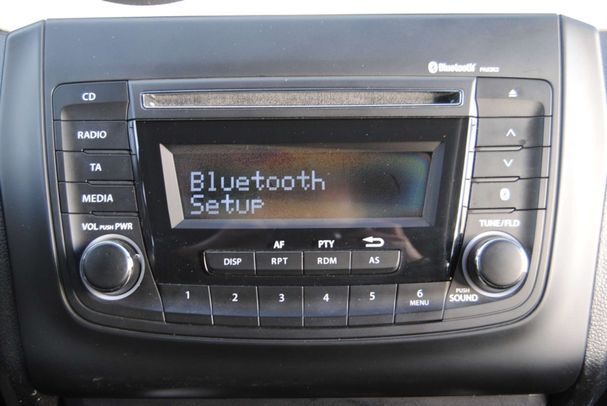 Bluetooth
CD
RADIO
TA
MEDIA
VOL PUSH PWR
Bluetooth
Setup
AF PTY
DISP RPT RDM AS
1 2 3 4 5 6
MENU
TUNE/FLD
PUSH
SOUND